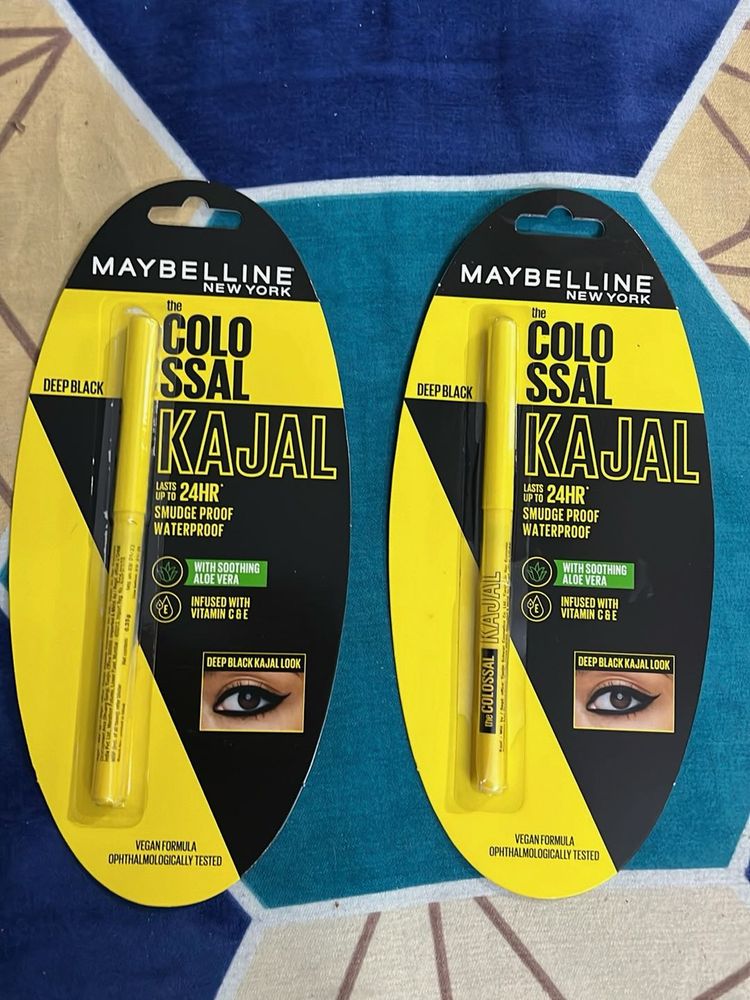 MAYBELLINE
NEW YORK
the
COLO
SSAL
DEEP BLACK
KAJAL
LASTS
UP TO 24HR*
SMUDGE PROOF
WATERPROOF
WITH SOOTHING
ALOE VERA
E
INFUSED WITH
VITAMIN C & E
DEEP BLACK KAJAL LOOK
VEGAN FORMULA
OPHTHALMOLOGICALLY TESTED
MAYBELLINE
NEW YORK
the
COLO
SSAL
DEEP BLACK
KAJAL
LASTS
UP TO 24HR*
SMUDGE PROOF
WATERPROOF
WITH SOOTHING
ALOE VERA
E
INFUSED WITH
VITAMIN C & E
the COLOSSAL KAJAL
DEEP BLACK KAJAL LOOK
VEGAN FORMULA
OPHTHALMOLOGICALLY TESTED